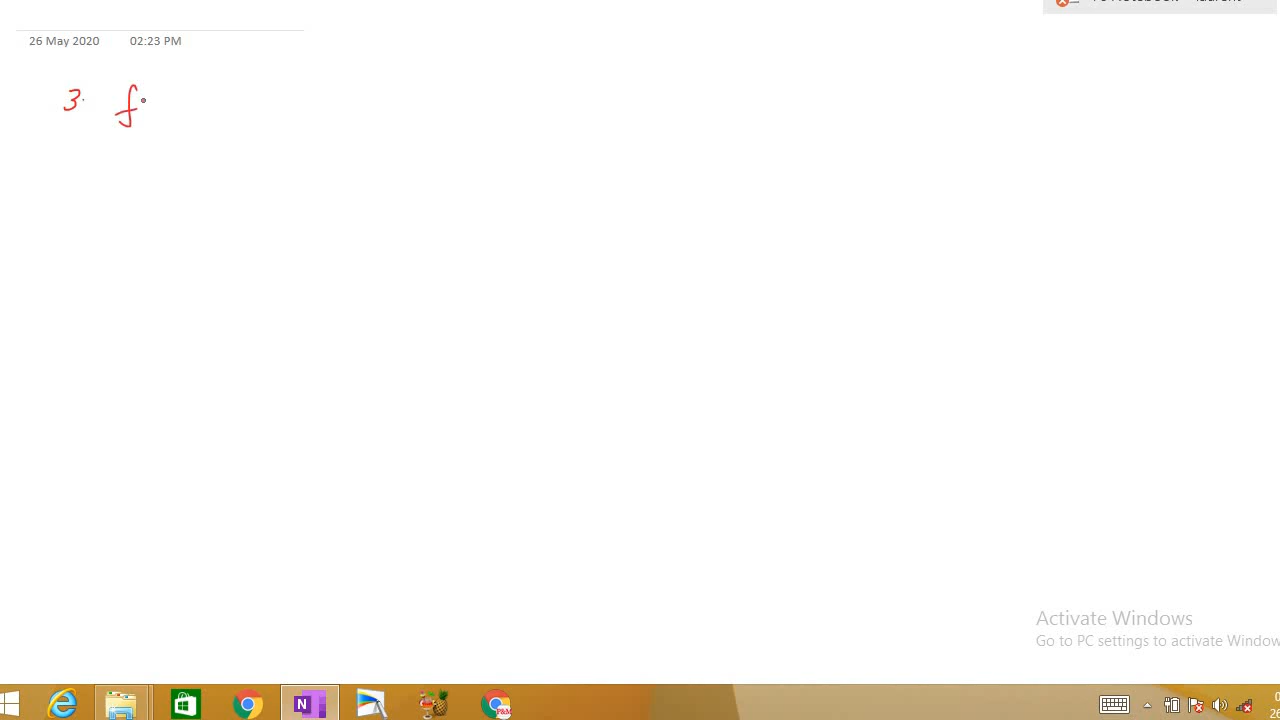 26 May 2020 02:23 PM
3. f
Activate Windows
Go to PC settings to activate Window